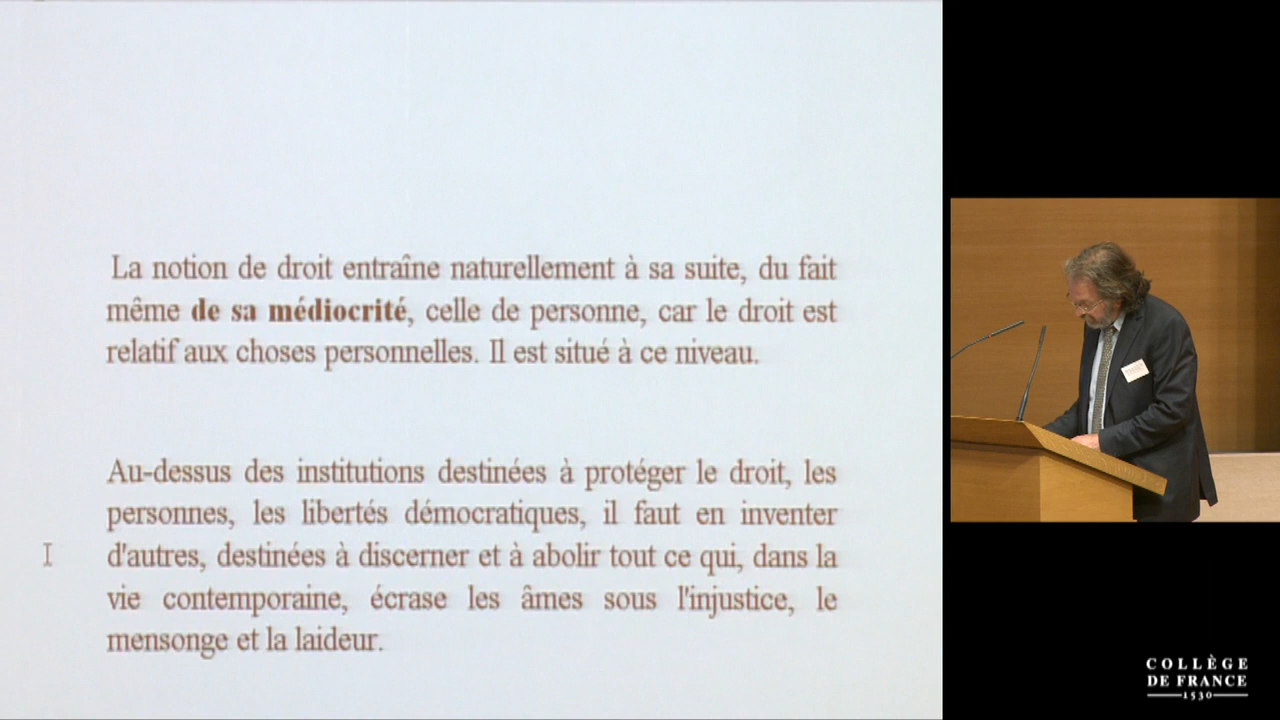 La notion de droit entraîne naturellement à sa suite, du fait
même de sa médiocrité, celle de personne, car le droit est
relatif aux choses personnelles. Il est situé à ce niveau.
Au-dessus des institutions destinées à protéger le droit, les
personnes, les libertés démocratiques, il faut en inventer
d'autres, destinées à discerner et à abolir tout ce qui, dans la
vie contemporaine, écrase les âmes sous l'injustice, le
mensonge et la laideur.
COLLÈGE
DE FRANCE
1530